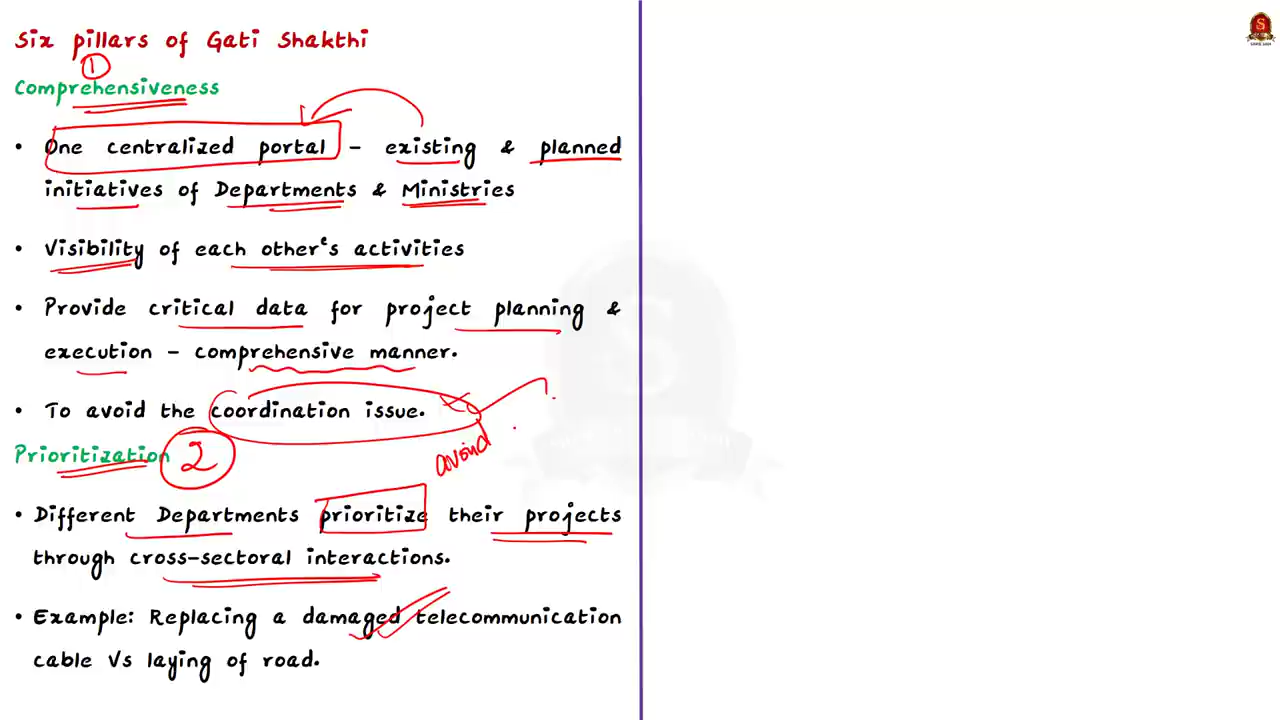 Six pillars of Gati Shakthi
1
Comprehensiveness
• One centralized portal - existing & planned
initiatives of Departments & Ministries
• Visibility of each other's activities
• Provide critical data for project planning &
execution - comprehensive manner.
• To avoid the coordination issue.
avoid
Prioritization 2
• Different Departments prioritize their projects
through cross-sectoral interactions.
• Example: Replacing a damaged telecommunication
cable Vs laying of road.
S